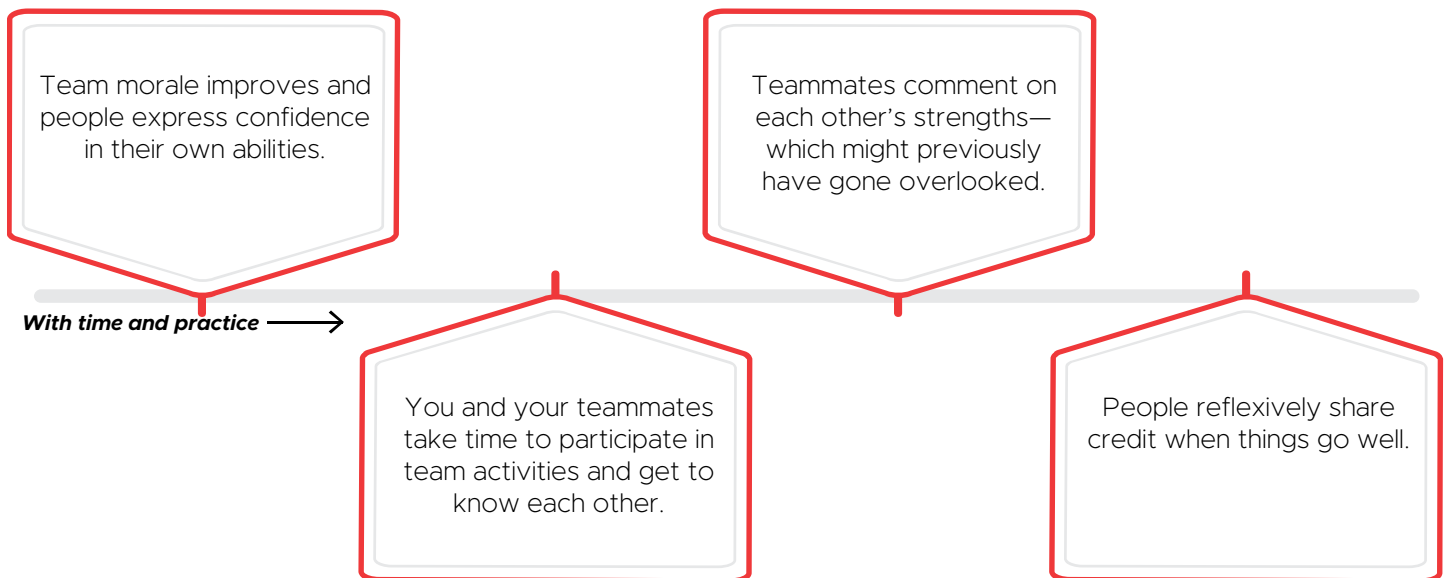 Team morale improves and
people express confidence
in their own abilities.
Teammates comment on
each other’s strengths—
which might previously
have gone overlooked.
With time and practice
You and your teammates
take time to participate in
team activities and get to
know each other.
People reflexively share
credit when things go well.